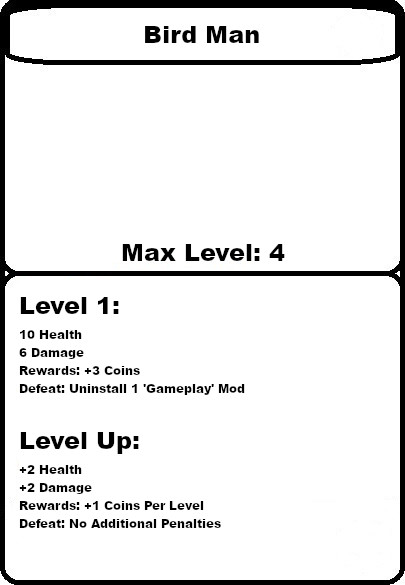 Bird Man
Max Level: 4
Level 1:
10 Health
6 Damage
Rewards: +3 Coins
Defeat: Uninstall 1 'Gameplay' Mod
Level Up:
+2 Health
+2 Damage
Rewards: +1 Coins Per Level
Defeat: No Additional Penalties